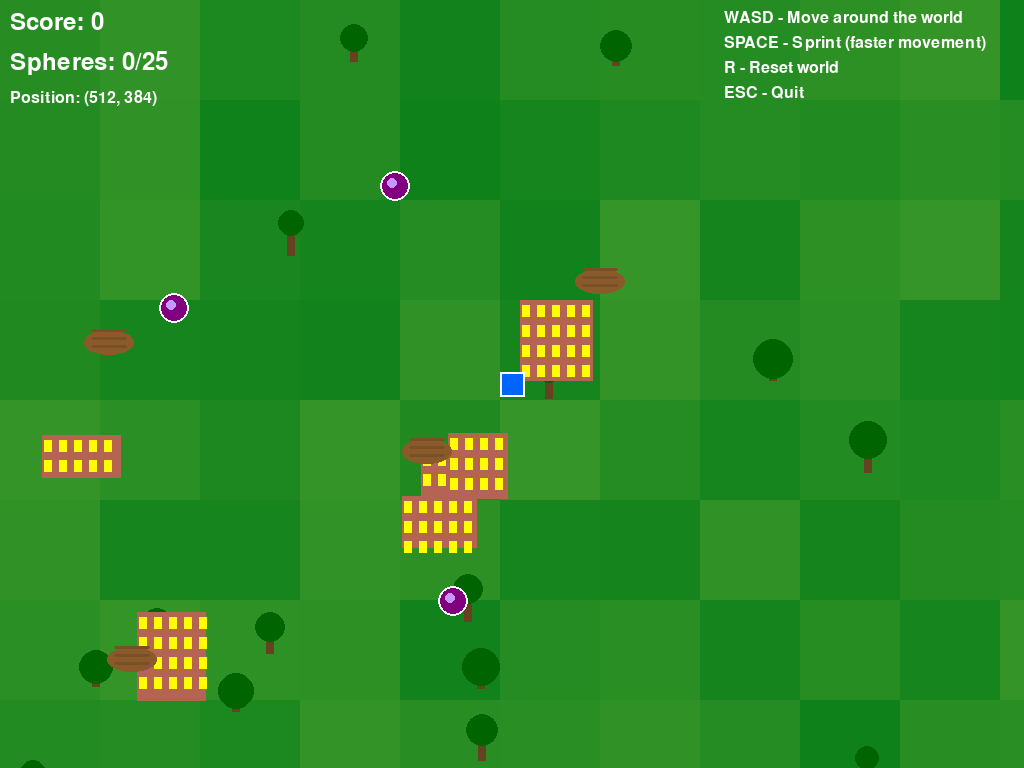 Score: 0
Spheres: 0/25
Position: (512, 384)
WASD - Move around the world
SPACE - Sprint (faster movement)
R - Reset world
ESC - Quit